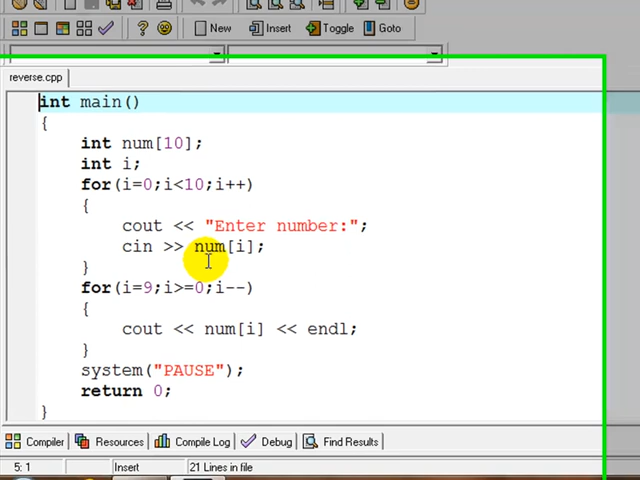 New Insert Toggle Goto
reverse.cpp
int main()
{
int num[10];
int i;
for(i=0;i<10;i++)
{
cout << "Enter number:";
cin >> num[i];
}
for(i=9;i>=0;i--)
{
cout << num[i] << endl;
}
system("PAUSE");
return 0;
}
Compiler Resources Compile Log Debug Find Results
5: 1 Insert 21 Lines in file